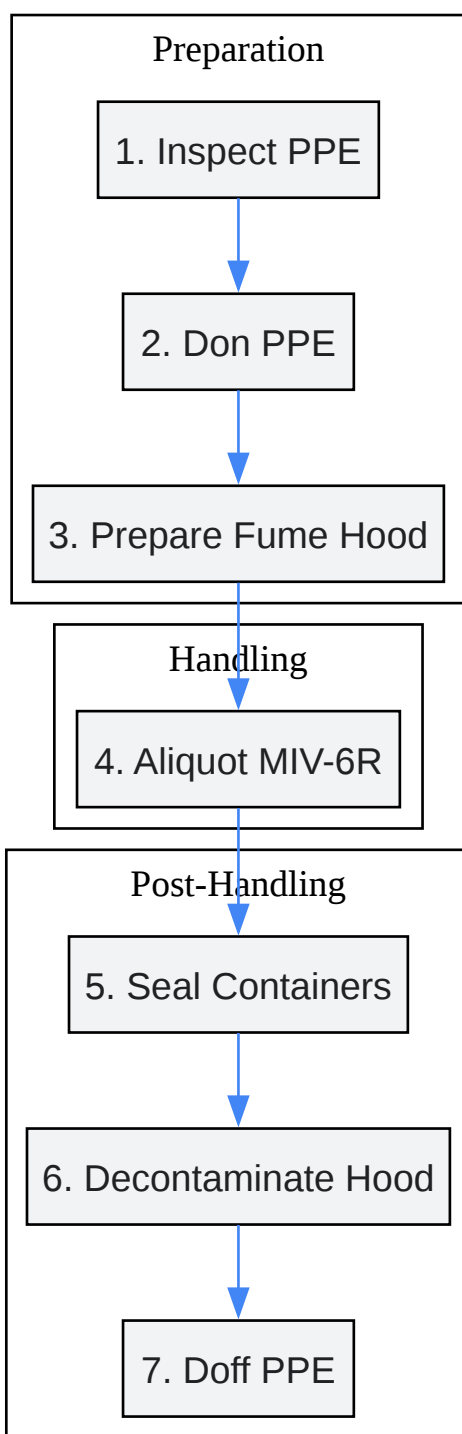 Preparation
1. Inspect PPE
2. Don PPE
3. Prepare Fume Hood
Handling
4. Aliquot MIV-6R
Post-Handling
5. Seal Containers
6. Decontaminate Hood
7. Doff PPE